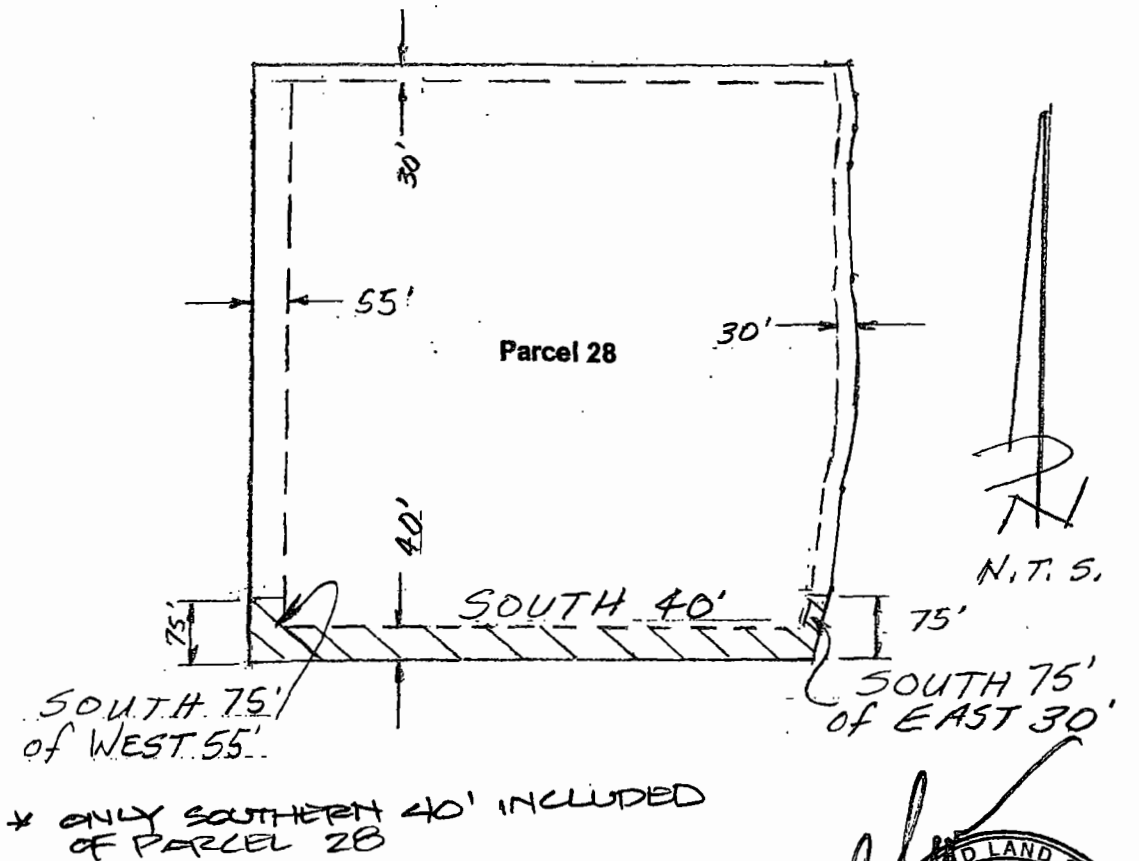 30'
55'
30'
Parcel 28
40'
SOUTH 40'
75'
75'
N
N.T.S.
SOUTH 75'
of WEST 55'
SOUTH 75'
of EAST 30'
* ONLY SOUTHERN 40' INCLUDED
OF PARCEL 28
D LAND